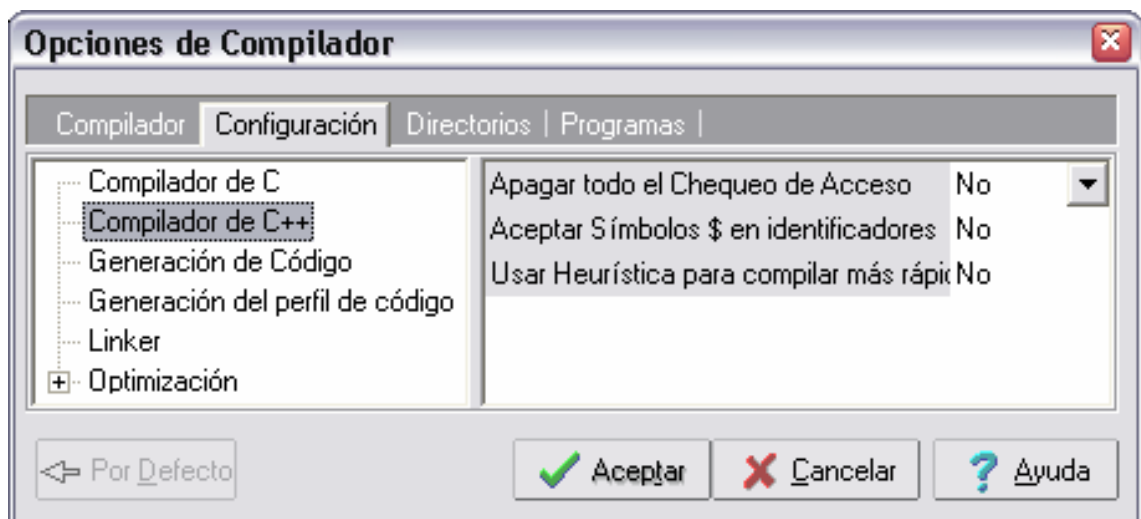 Opciones de Compilador
Compilador Configuración Directorios | Programas |
Compilador de C
Compilador de C++
Generación de Código
Generación del perfil de código
Linker
Optimización
Apagar todo el Chequeo de Acceso No
Aceptar Símbolos $ en identificadores No
Usar Heurística para compilar más rápid No
Por Defecto
Aceptar
Cancelar
Ayuda